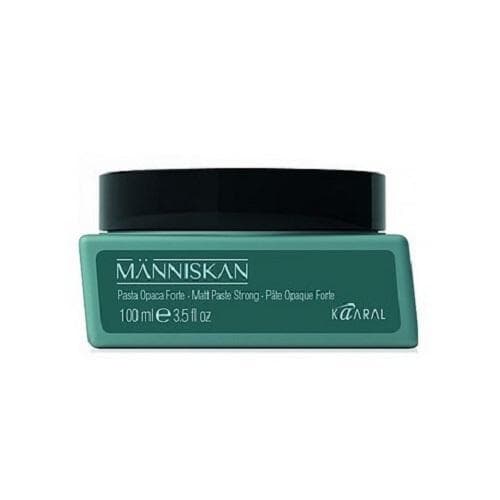 MÄNNISKAN
Pasta Opaca Forte - Matt Paste Strong - Pâte Opaque Forte
100 ml ℮ 3.5 fl oz
KAARAL